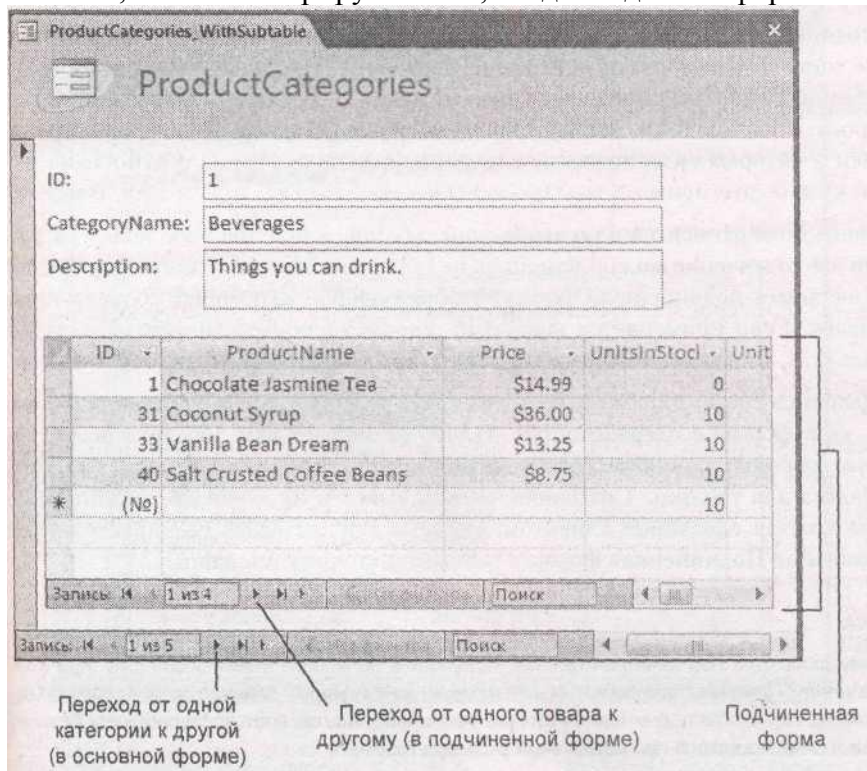 ProductCategories_WithSubtable
ProductCategories
ID: 1
CategoryName: Beverages
Description: Things you can drink.
ID ProductName Price UnitsInStocl Unit
1 Chocolate Jasmine Tea $14.99 0
31 Coconut Syrup $36.00 10
33 Vanilla Bean Dream $13.25 10
40 Salt Crusted Coffee Beans $8.75 10
* (№) 10
Записи: 1 из 4 Поиск
Запись: 1 из 5 Поиск
Переход от одной
категории к другой
(в основной форме)
Переход от одного товара к
другому (в подчиненной форме)
Подчиненная
форма